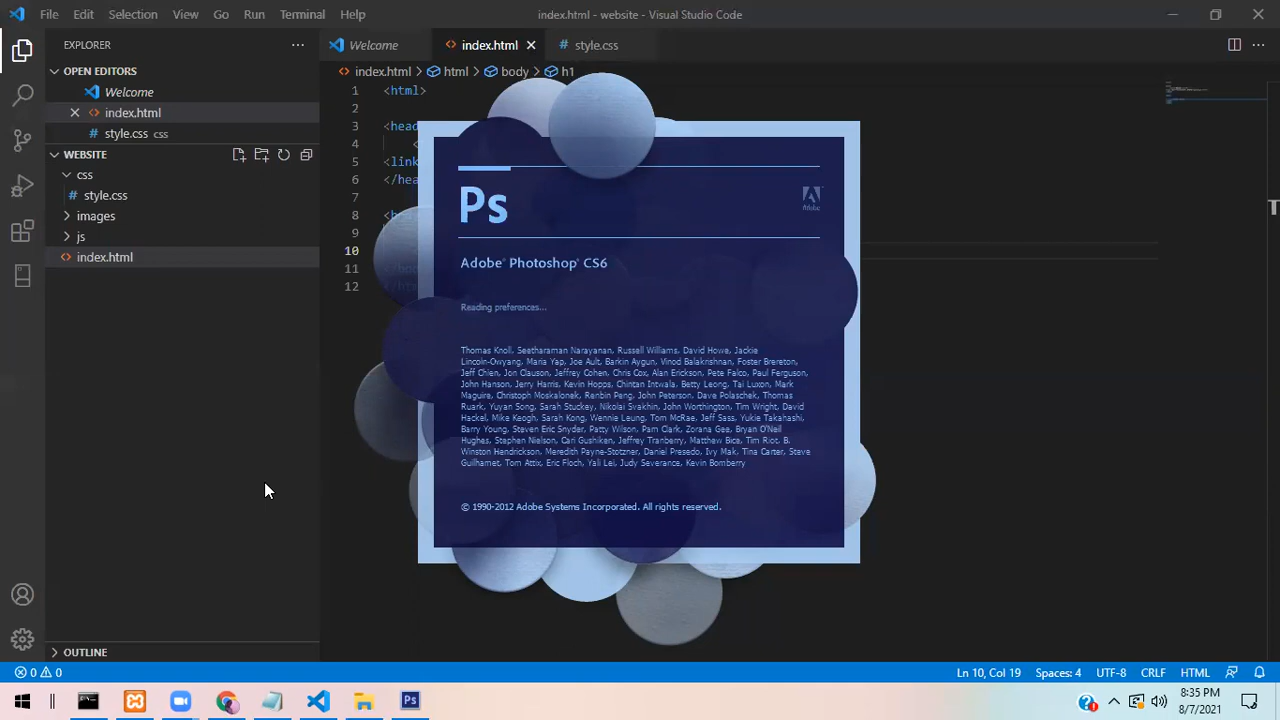 File Edit Selection View Go Run Terminal Help
index.html - website - Visual Studio Code
EXPLORER
OPEN EDITORS
Welcome
index.html
style.css css
WEBSITE
css
style.css
images
js
index.html
OUTLINE
Welcome
index.html
style.css
index.html > html > body > h1
1 <html>
2
3 <head
4 <
5 <link
6 </hea
7
8
9
10
11
12
Ps
Adobe
Adobe® Photoshop® CS6
Reading preferences...
Thomas Knoll, Seetharaman Narayanan, Russell Williams, David Howe, Jackie
Lincoln-Owyang, Maria Yap, Joe Ault, Barkin Aygun, Vinod Balakrishnan, Foster Brereton,
Jeff Chien, Jon Clauson, Jeffrey Cohen, Chris Cox, Alan Erickson, Pete Falco, Paul Ferguson,
John Hanson, Jerry Harris, Kevin Hopps, Chintan Intwala, Betty Leong, Tai Luxon, Mark
Maguire, Christoph Moskalonek, Renbin Peng, John Peterson, Dave Polaschek, Thomas
Ruark, Yuyan Song, Sarah Stuckey, Nikolai Svakhin, John Worthington, Tim Wright, David
Hackel, Mike Keogh, Sarah Kong, Wennie Leung, Tom McRae, Jeff Sass, Yukie Takahashi,
Barry Young, Steven Eric Snyder, Patty Wilson, Pam Clark, Zorana Gee, Bryan O'Neil
Hughes, Stephen Nielson, Cari Gushiken, Jeffrey Tranberry, Matthew Bice, Tim Riot, B.
Winston Hendrickson, Meredith Payne-Stotzner, Daniel Presedo, Ivy Mak, Tina Carter, Steve
Guilhamet, Tom Attix, Eric Floch, Yali Lei, Judy Severance, Kevin Bomberry
© 1990-2012 Adobe Systems Incorporated. All rights reserved.
0 0
Ln 10, Col 19 Spaces: 4 UTF-8 CRLF HTML
Ps
8:35 PM
8/7/2021